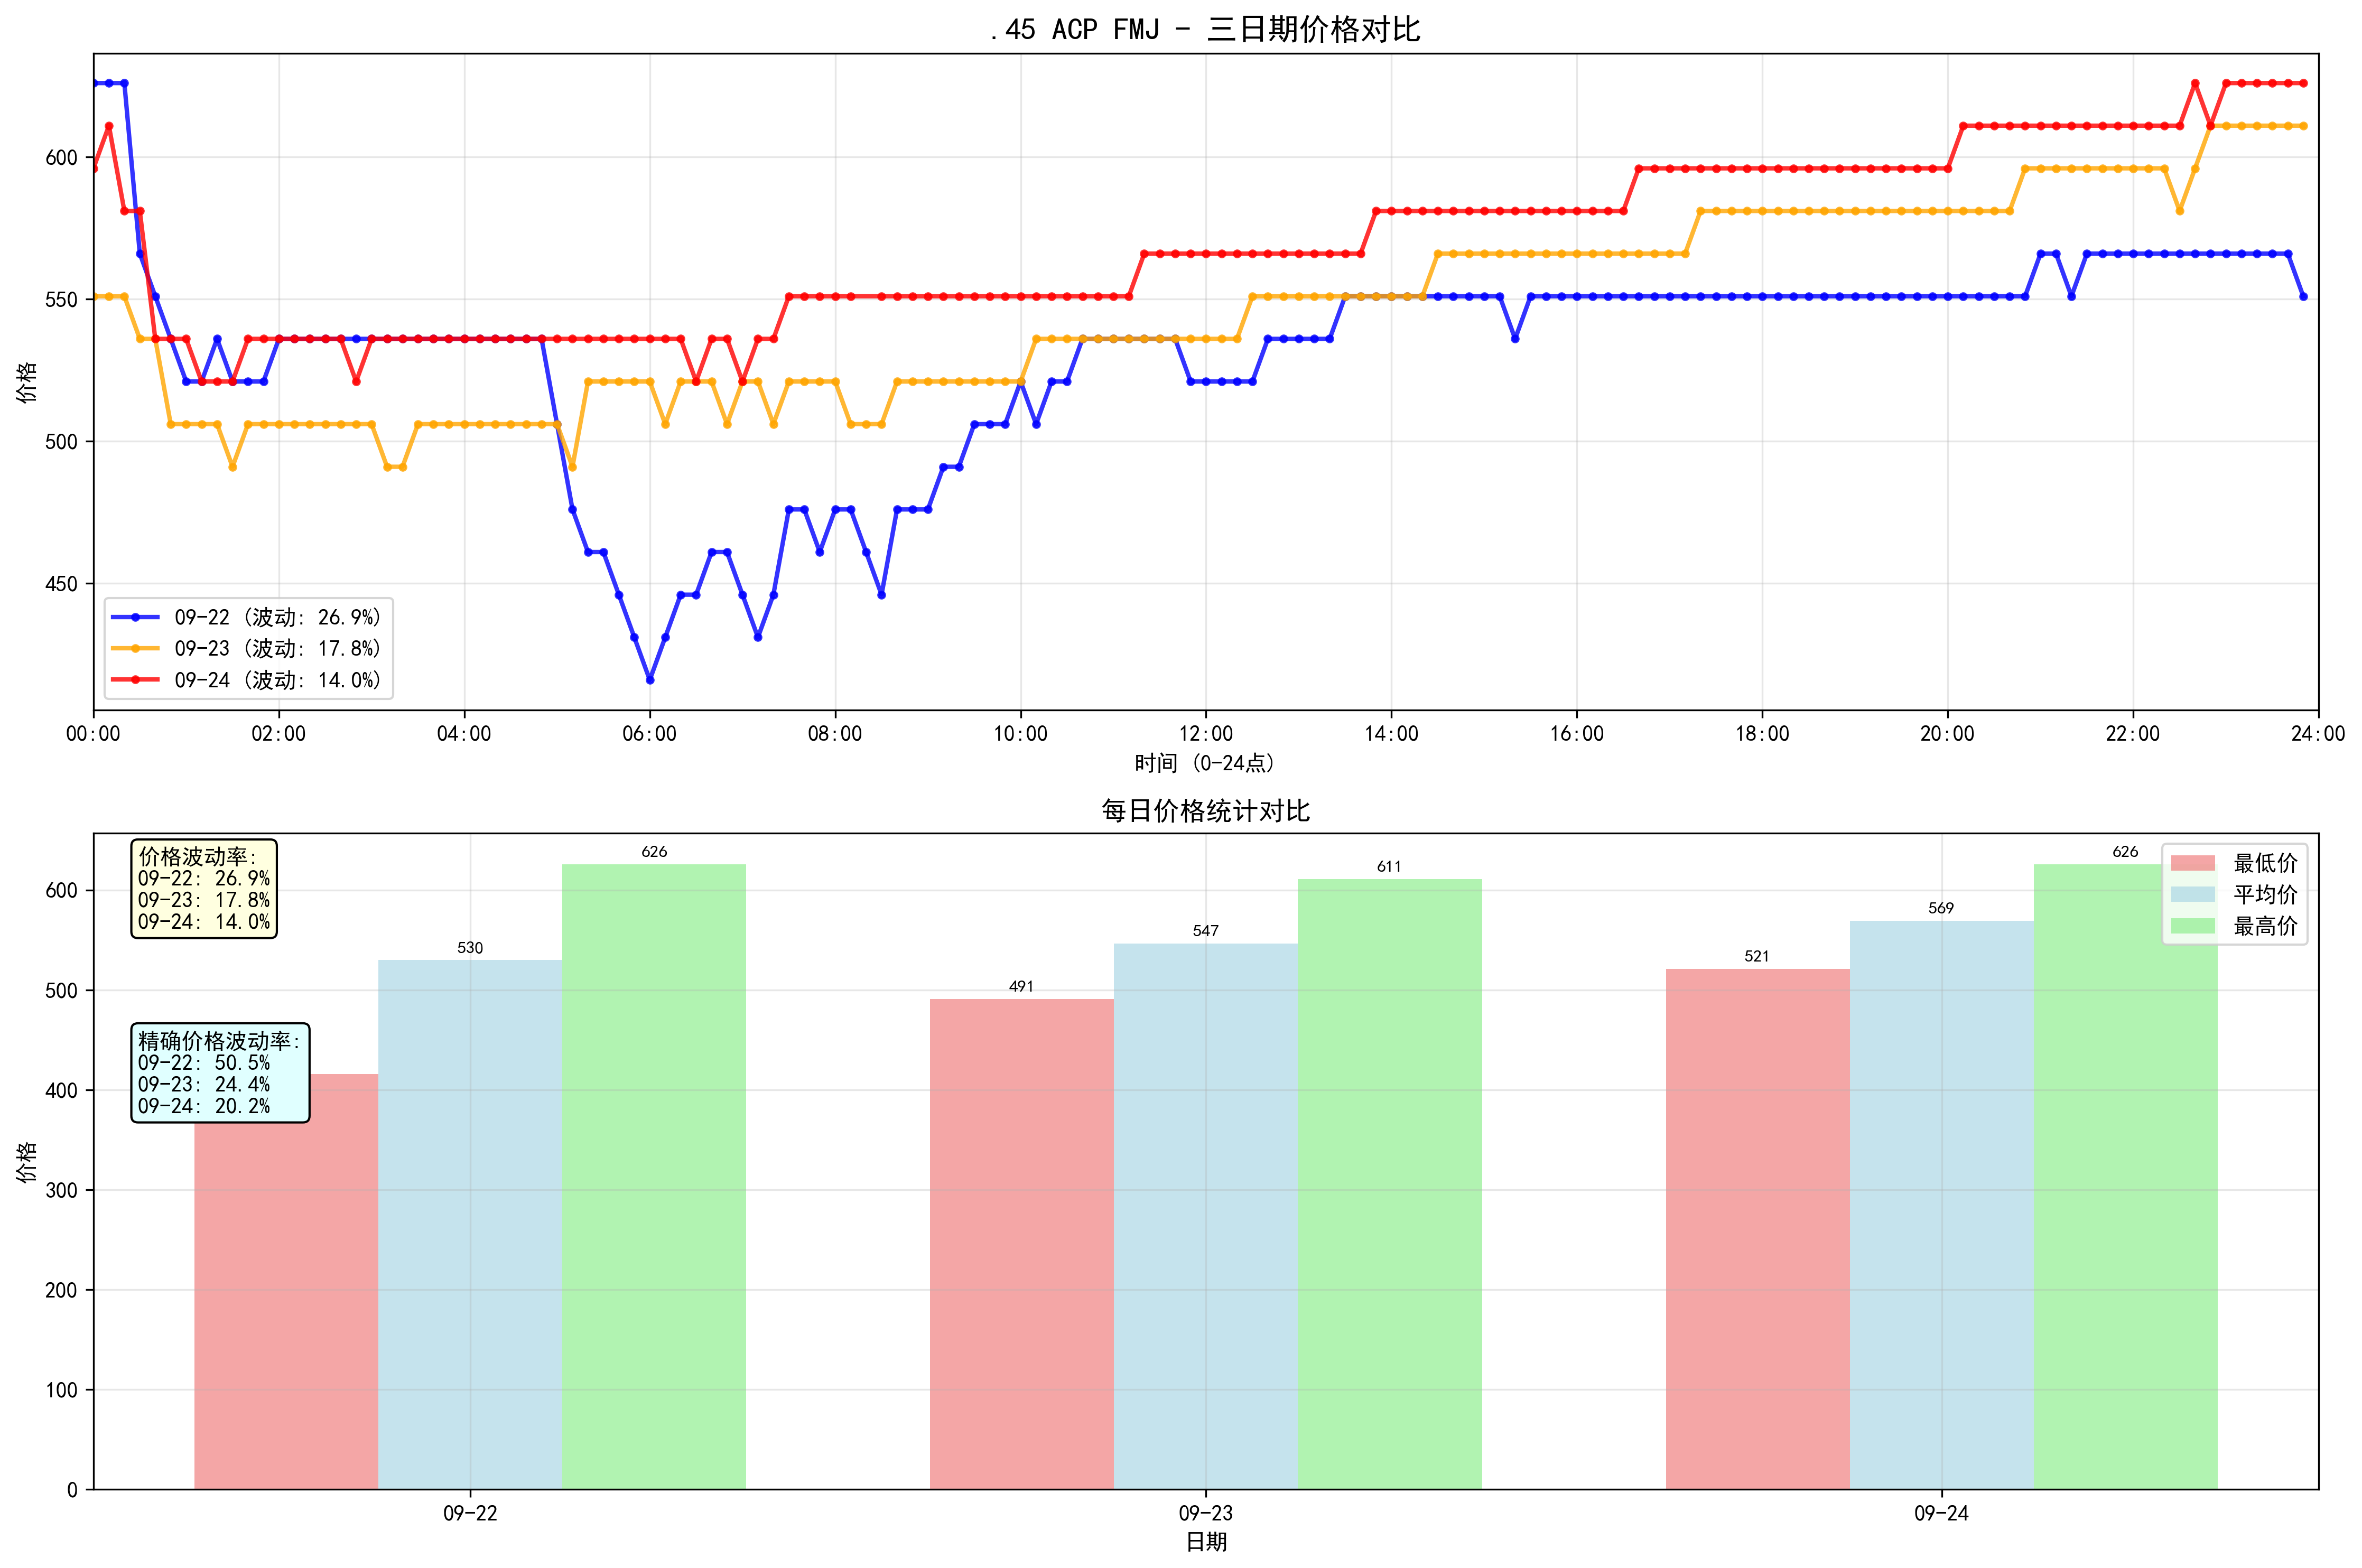 .45 ACP FMJ - 三日期价格对比
价格
600
550
500
450
09-22 (波动: 26.9%)
09-23 (波动: 17.8%)
09-24 (波动: 14.0%)
00:00 02:00 04:00 06:00 08:00 10:00 12:00 14:00 16:00 18:00 20:00 22:00 24:00
时间 (0-24点)
每日价格统计对比
价格
600
500
400
300
200
100
0
价格波动率:
09-22: 26.9%
09-23: 17.8%
09-24: 14.0%
精确价格波动率:
09-22: 50.5%
09-23: 24.4%
09-24: 20.2%
530
626
491
547
611
521
569
626
最低价
平均价
最高价
09-22 09-23 09-24
日期